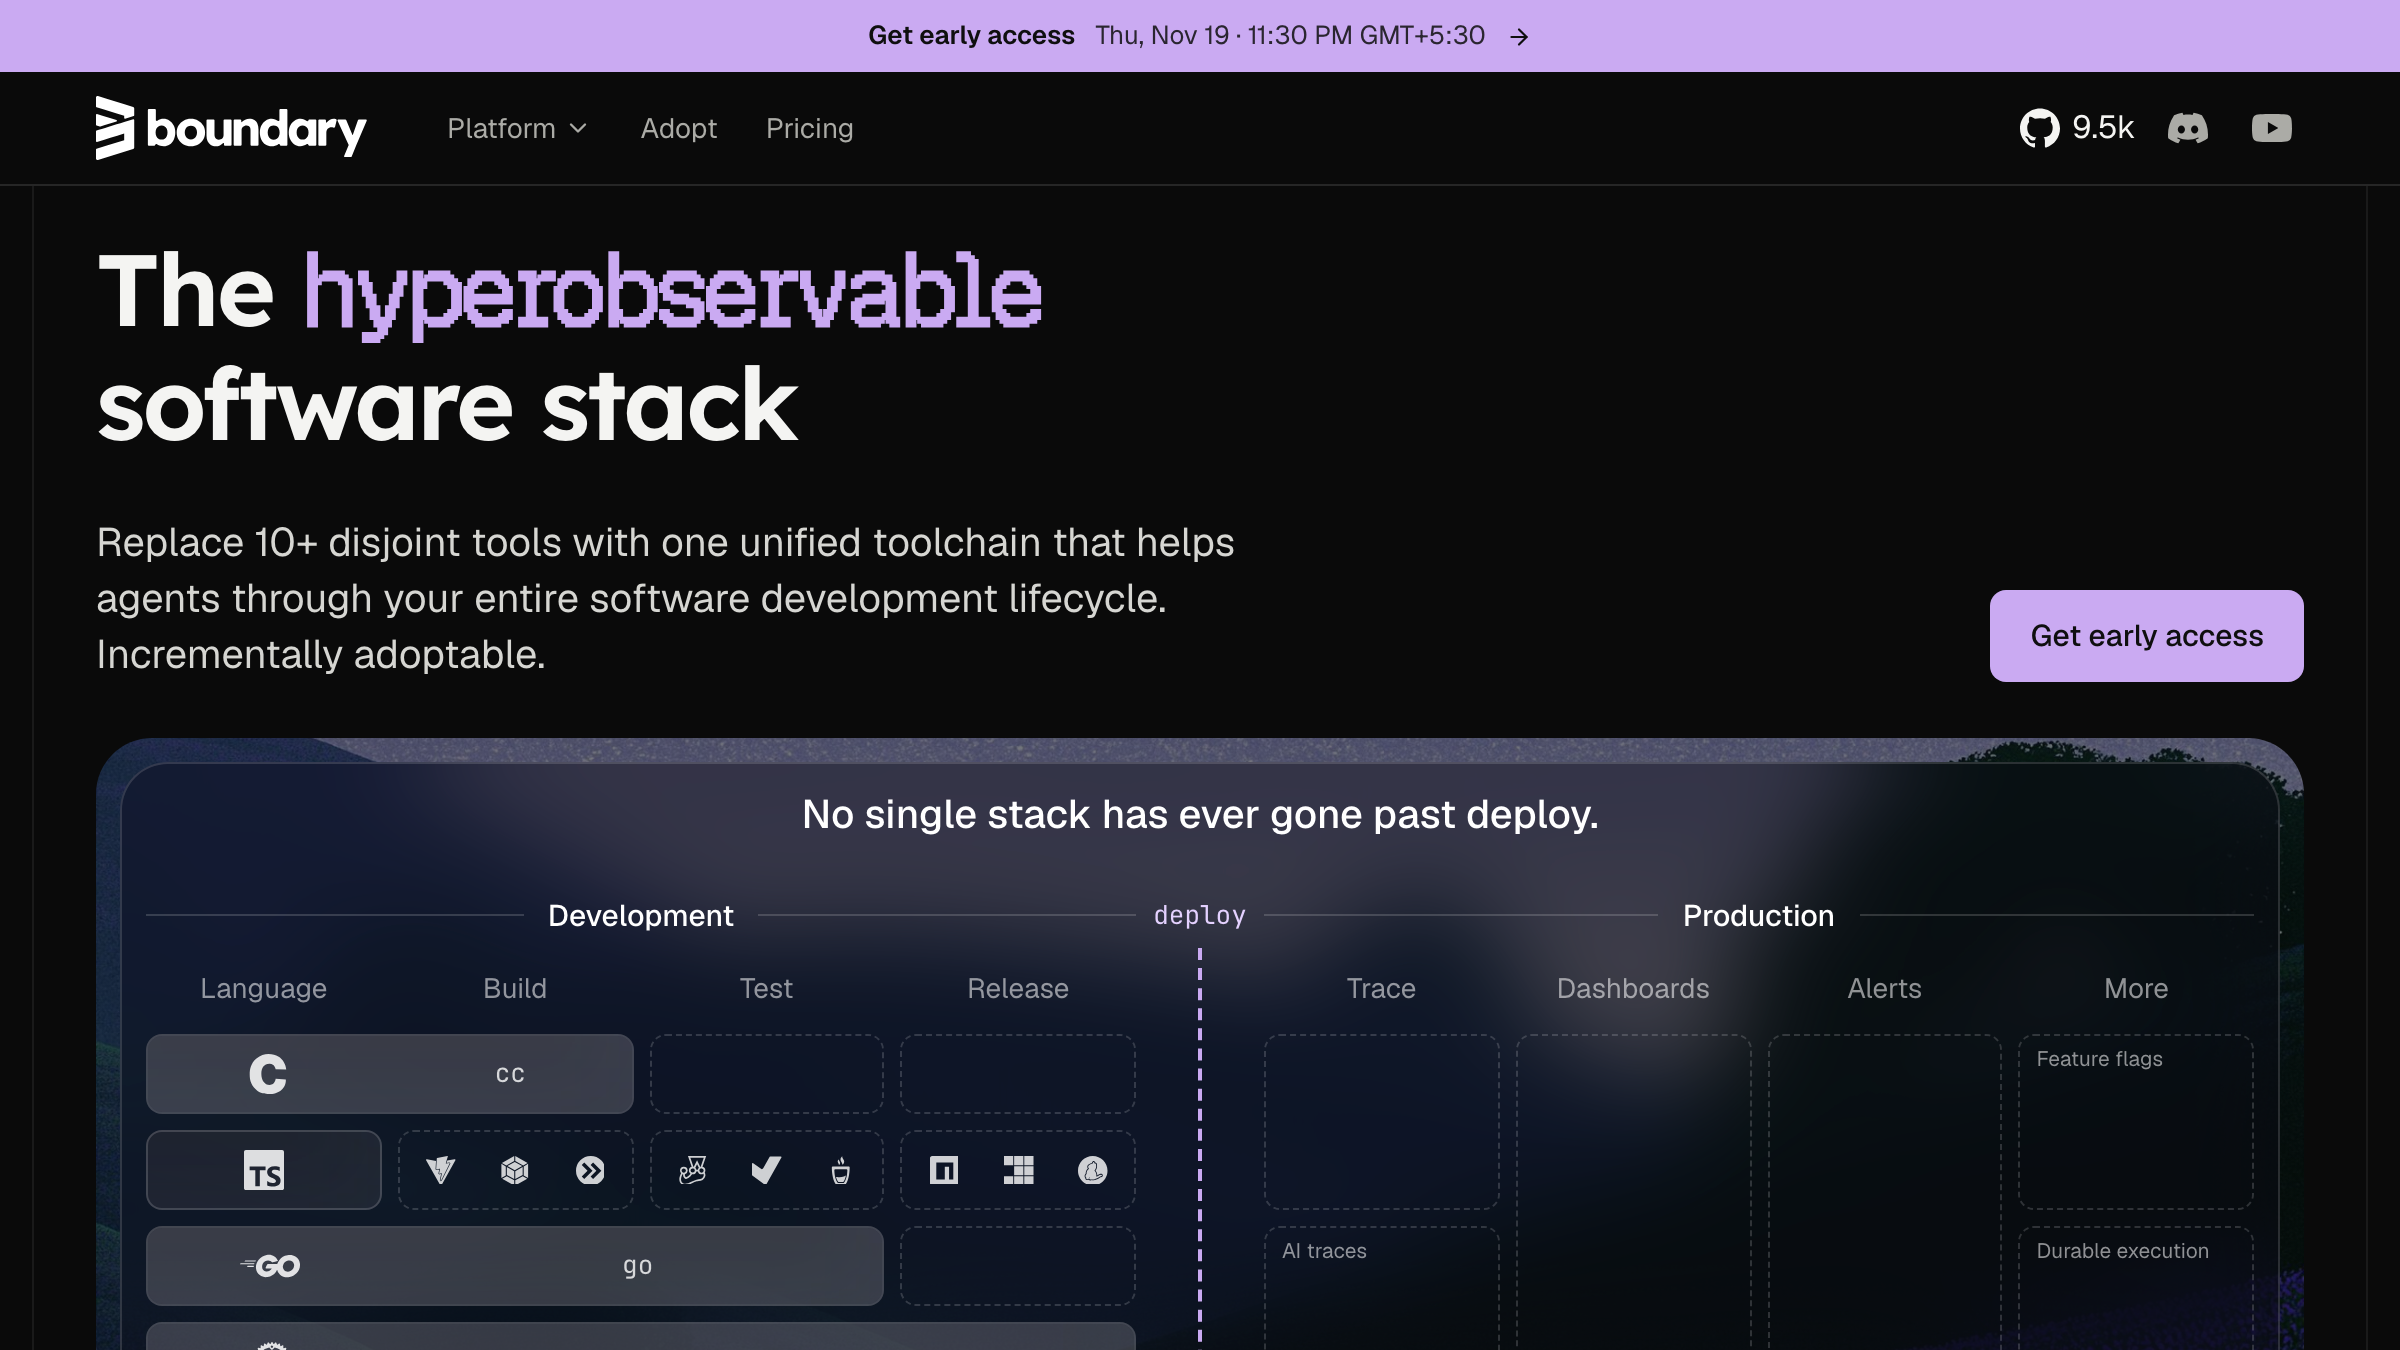 Get early access Thu, Nov 19 · 11:30 PM GMT+5:30 →
boundary Platform Adopt Pricing 9.5k
The hyperobservable
software stack
Replace 10+ disjoint tools with one unified toolchain that helps
agents through your entire software development lifecycle.
Incrementally adoptable.
Get early access
No single stack has ever gone past deploy.
Development deploy Production
Language Build Test Release Trace Dashboards Alerts More
C cc
Feature flags
TS
GO go
AI traces
Durable execution